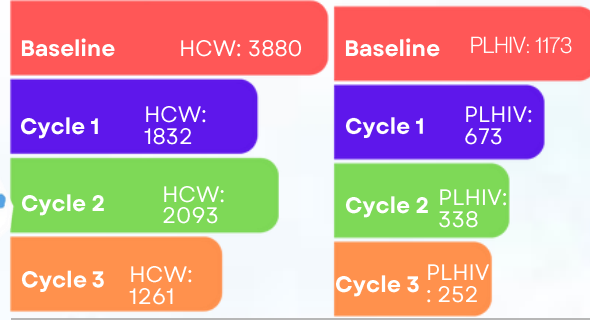 Baseline HCW: 3880
Cycle 1 HCW:
1832
Cycle 2 HCW:
2093
Cycle 3 HCW:
1261
Baseline PLHIV: 1173
Cycle 1 PLHIV:
673
Cycle 2 PLHIV:
338
Cycle 3 PLHIV
: 252